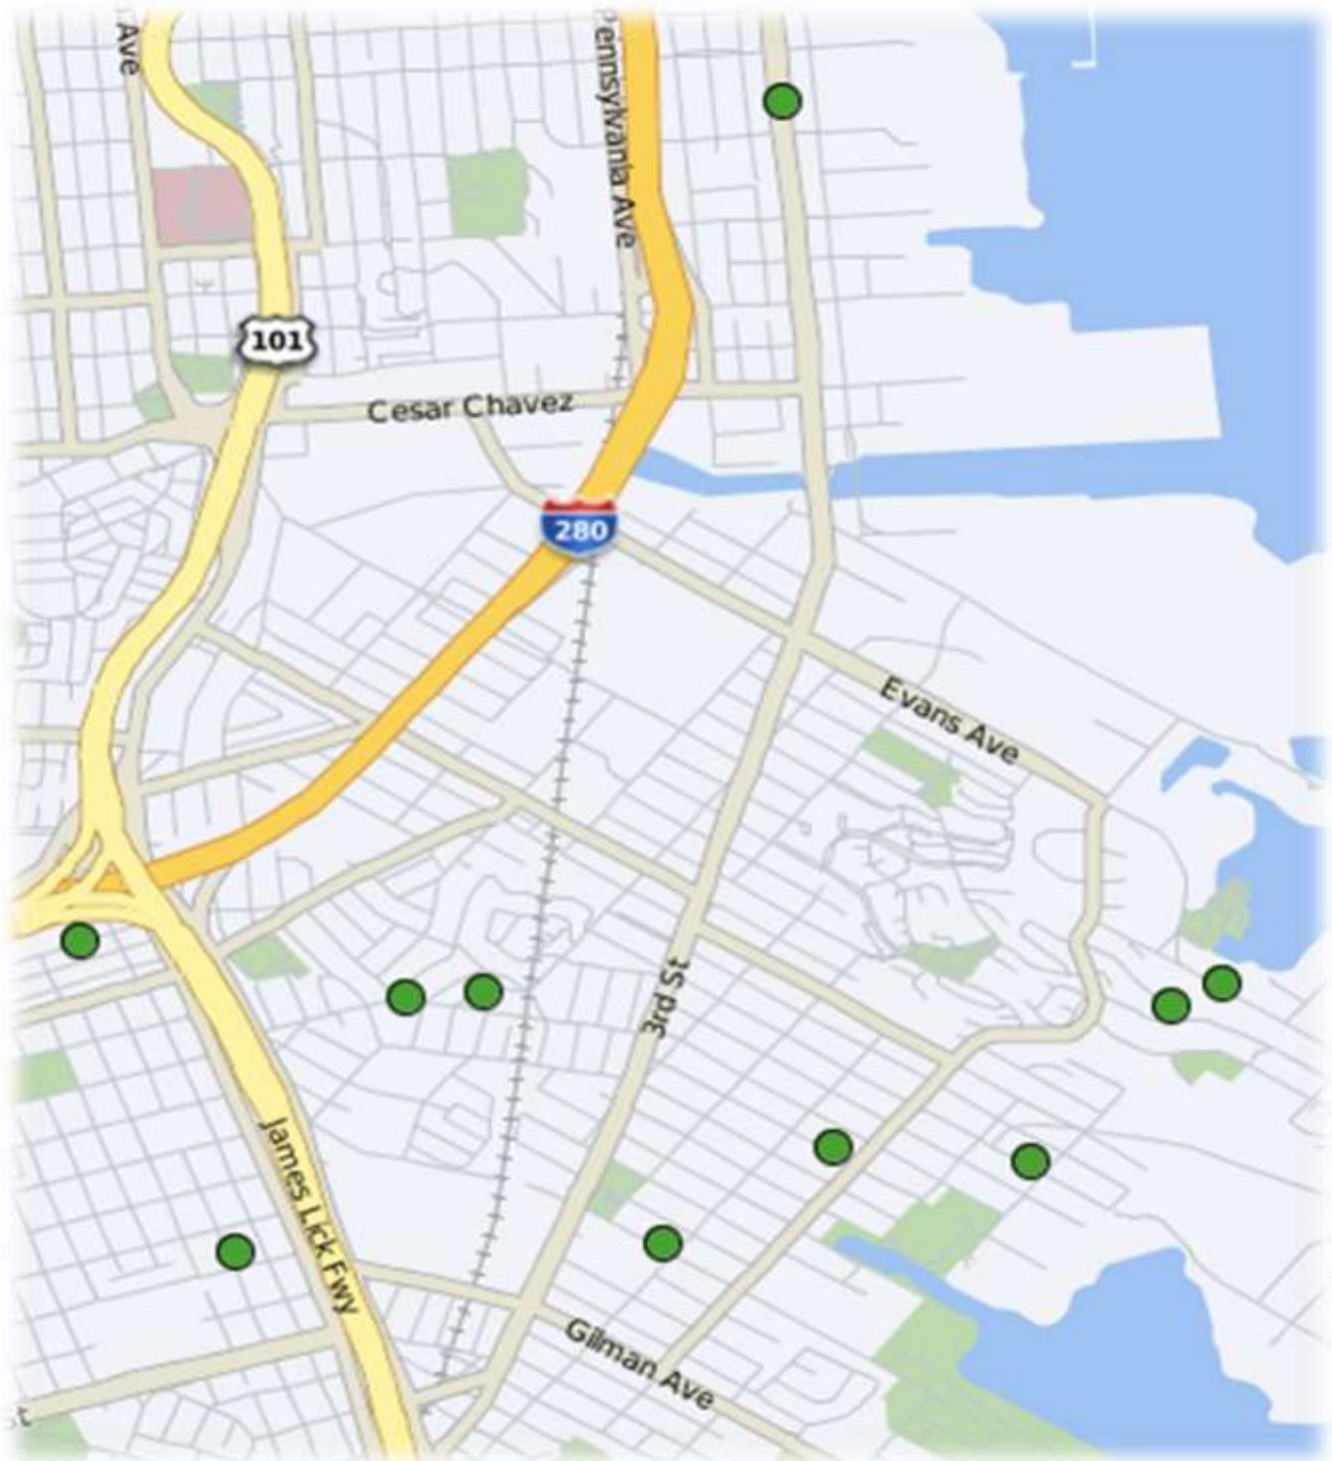 Ave
Pennsylvania Ave
101
Cesar Chavez
280
Evans Ave
3rd St
James Lick Fwy
Gilman Ave